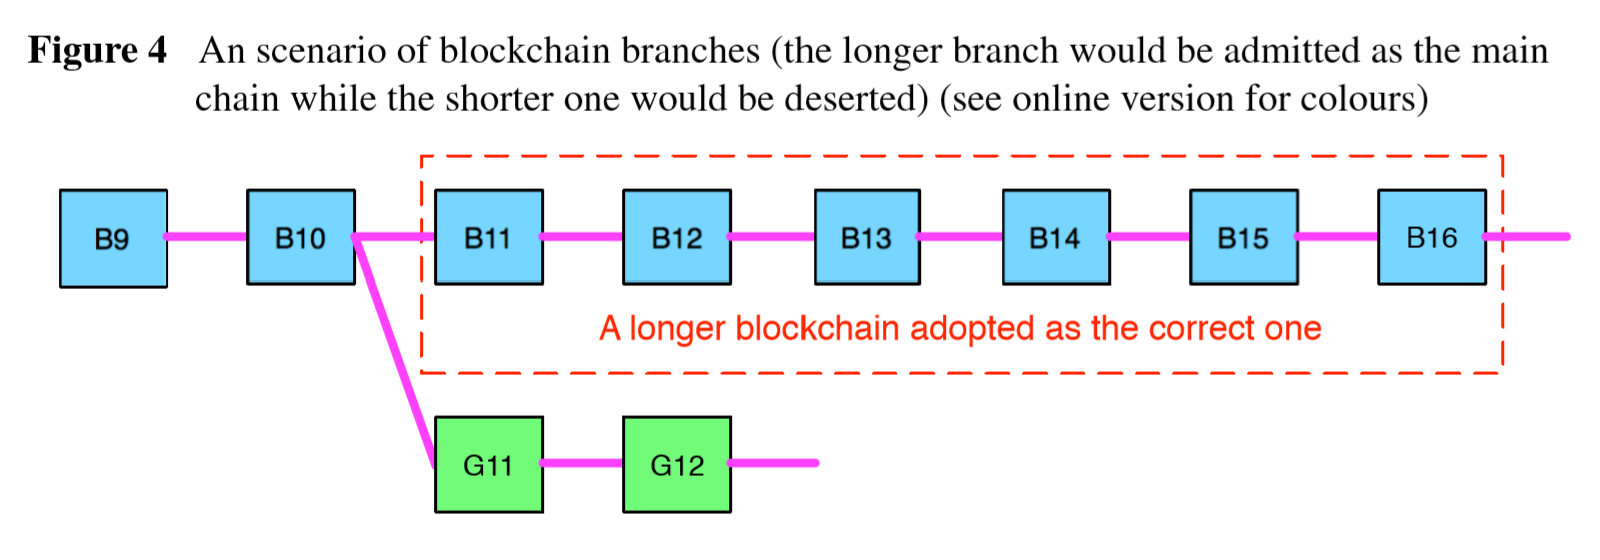 Figure 4 An scenario of blockchain branches (the longer branch would be admitted as the main
chain while the shorter one would be deserted) (see online version for colours)
B9 B10 B11 B12 B13 B14 B15 B16
A longer blockchain adopted as the correct one
G11 G12